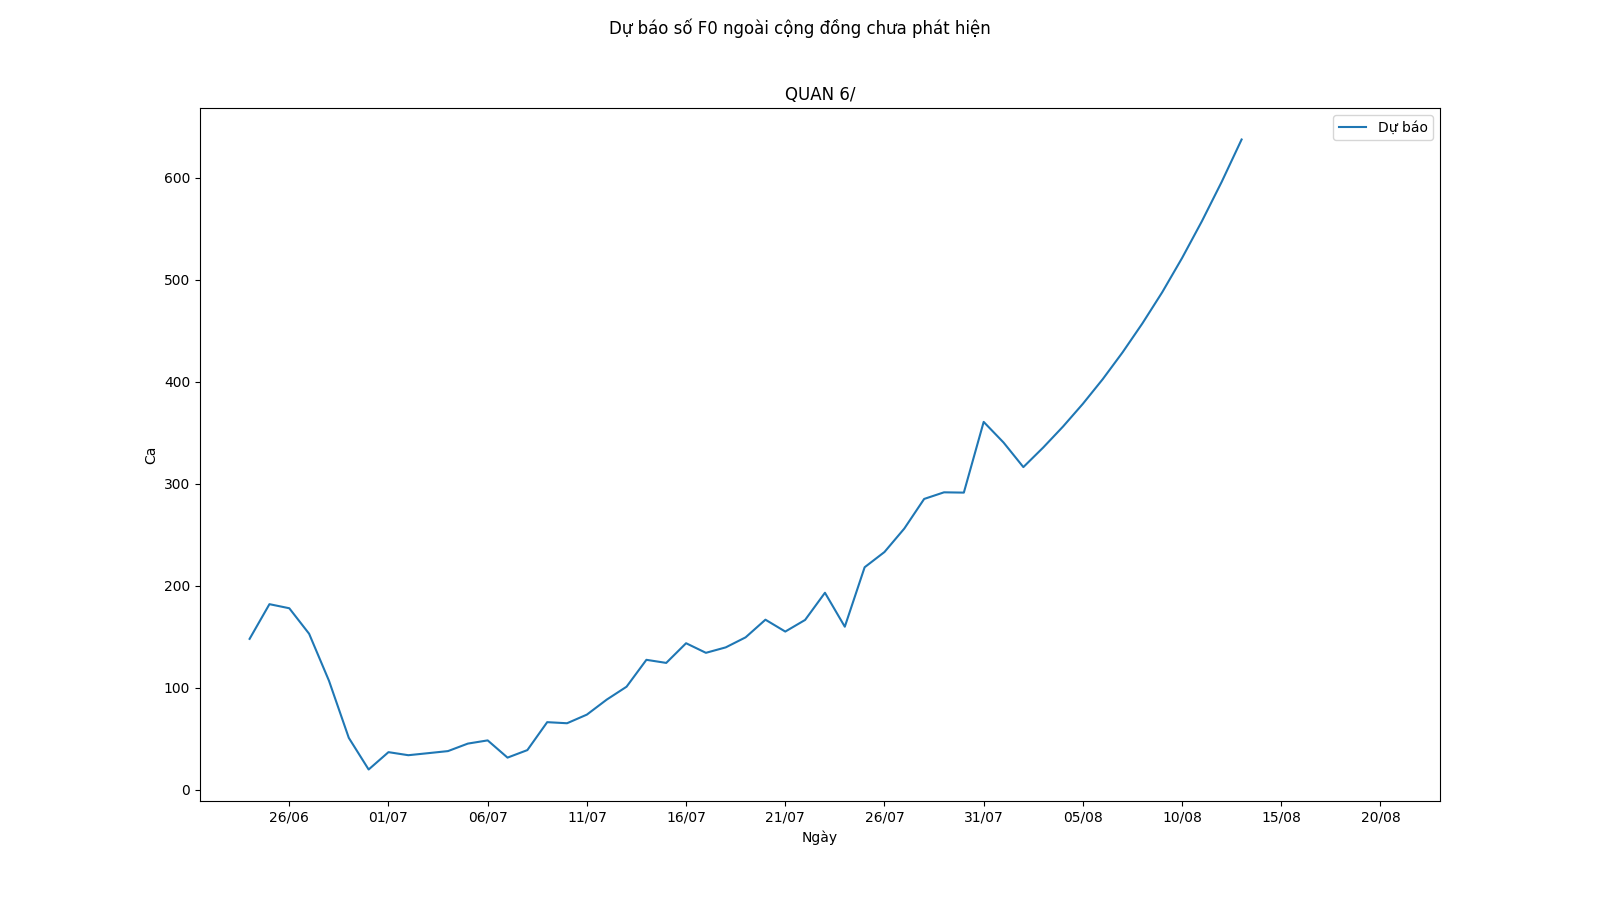 Dự báo số F0 ngoài cộng đồng chưa phát hiện
QUAN 6/
Dự báo
600
500
400
300
200
100
0
Ca
26/06 01/07 06/07 11/07 16/07 21/07 26/07 31/07 05/08 10/08 15/08 20/08
Ngày